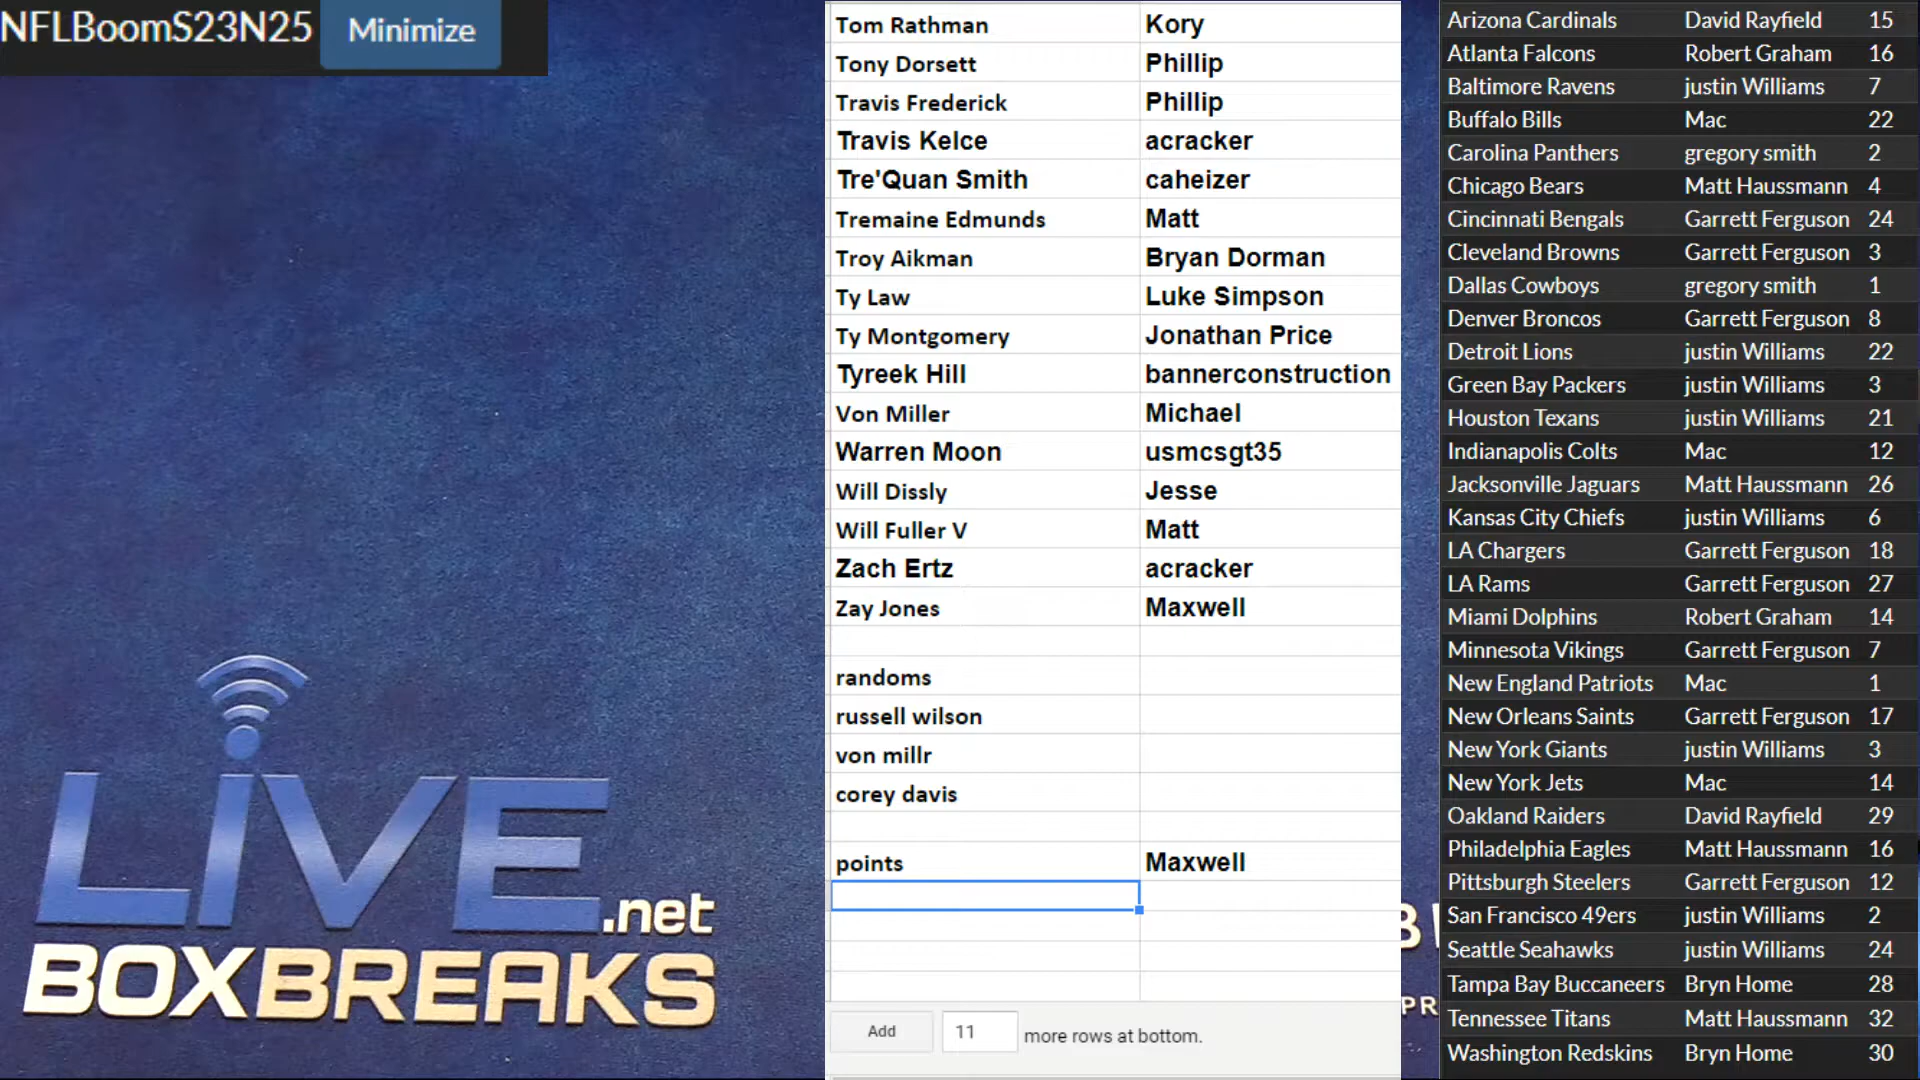 NFLBoomS23N25
Minimize
Tom Rathman Kory
Tony Dorsett Phillip
Travis Frederick Phillip
Travis Kelce acracker
Tre'Quan Smith caheizer
Tremaine Edmunds Matt
Troy Aikman Bryan Dorman
Ty Law Luke Simpson
Ty Montgomery Jonathan Price
Tyreek Hill bannerconstruction
Von Miller Michael
Warren Moon usmcsgt35
Will Dissly Jesse
Will Fuller V Matt
Zach Ertz acracker
Zay Jones Maxwell
randoms
russell wilson
von millr
corey davis
points Maxwell
Add 11 more rows at bottom.
Arizona Cardinals David Rayfield 15
Atlanta Falcons Robert Graham 16
Baltimore Ravens justin Williams 7
Buffalo Bills Mac 22
Carolina Panthers gregory smith 2
Chicago Bears Matt Haussmann 4
Cincinnati Bengals Garrett Ferguson 24
Cleveland Browns Garrett Ferguson 3
Dallas Cowboys gregory smith 1
Denver Broncos Garrett Ferguson 8
Detroit Lions justin Williams 22
Green Bay Packers justin Williams 3
Houston Texans justin Williams 21
Indianapolis Colts Mac 12
Jacksonville Jaguars Matt Haussmann 26
Kansas City Chiefs justin Williams 6
LA Chargers Garrett Ferguson 18
LA Rams Garrett Ferguson 27
Miami Dolphins Robert Graham 14
Minnesota Vikings Garrett Ferguson 7
New England Patriots Mac 1
New Orleans Saints Garrett Ferguson 17
New York Giants justin Williams 3
New York Jets Mac 14
Oakland Raiders David Rayfield 29
Philadelphia Eagles Matt Haussmann 16
Pittsburgh Steelers Garrett Ferguson 12
San Francisco 49ers justin Williams 2
Seattle Seahawks justin Williams 24
Tampa Bay Buccaneers Bryn Home 28
Tennessee Titans Matt Haussmann 32
Washington Redskins Bryn Home 30
LiVE.net
BOXBREAKS